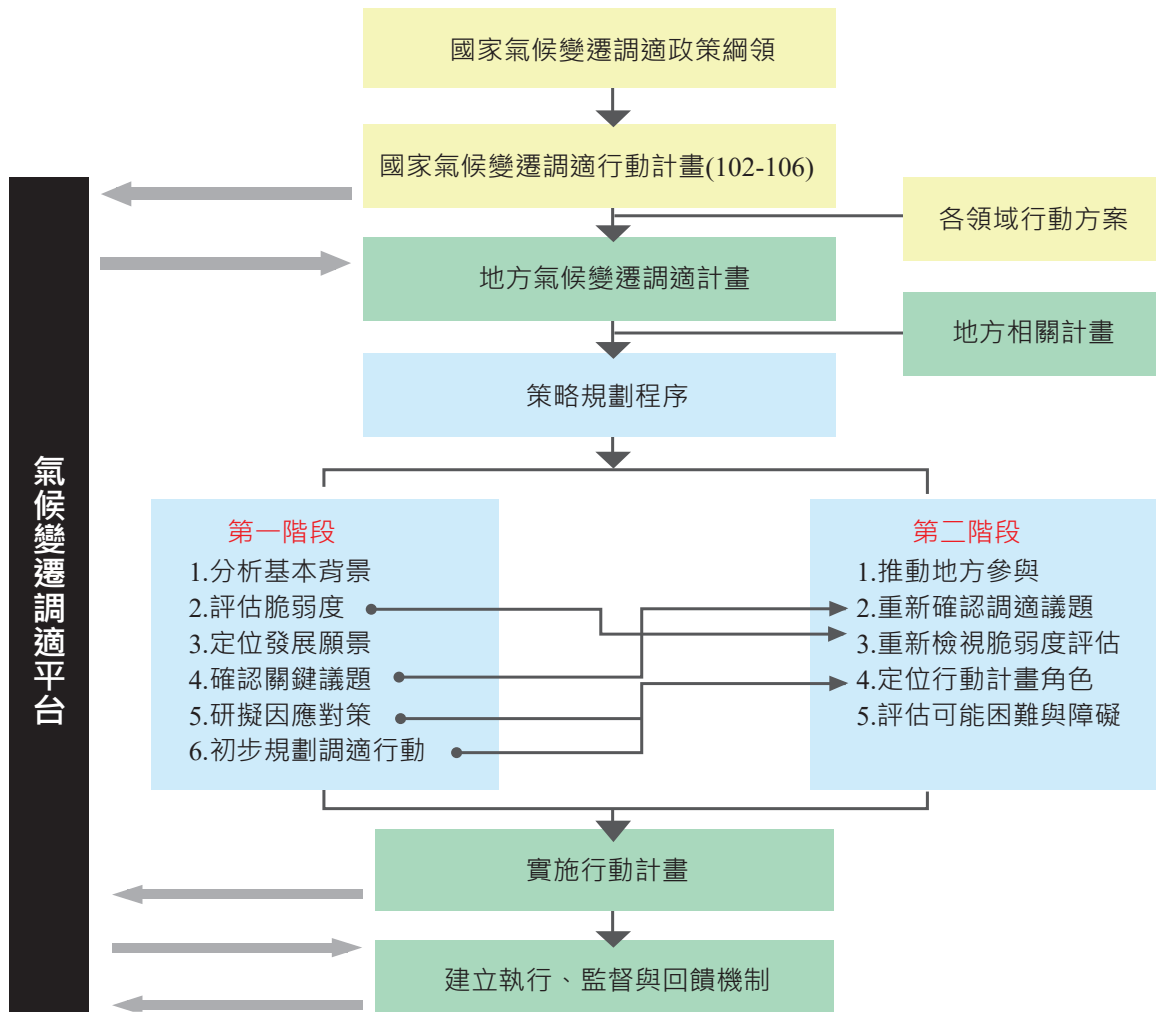 國家氣候變遷調適政策綱領
國家氣候變遷調適行動計畫(102-106)
各領域行動方案
地方氣候變遷調適計畫
地方相關計畫
策略規劃程序
氣候變遷調適平台
第一階段
1.分析基本背景
2.評估脆弱度
3.定位發展願景
4.確認關鍵議題
5.研擬因應對策
6.初步規劃調適行動
第二階段
1.推動地方參與
2.重新確認調適議題
3.重新檢視脆弱度評估
4.定位行動計畫角色
5.評估可能困難與障礙
實施行動計畫
建立執行、監督與回饋機制